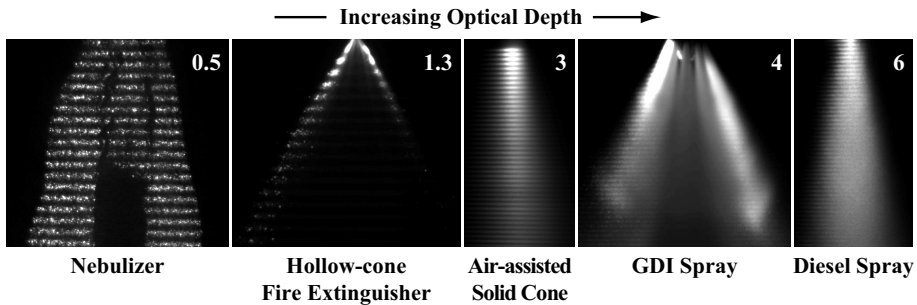 Increasing Optical Depth
0.5
1.3
3
4
6
Nebulizer
Hollow-cone
Fire Extinguisher
Air-assisted
Solid Cone
GDI Spray
Diesel Spray